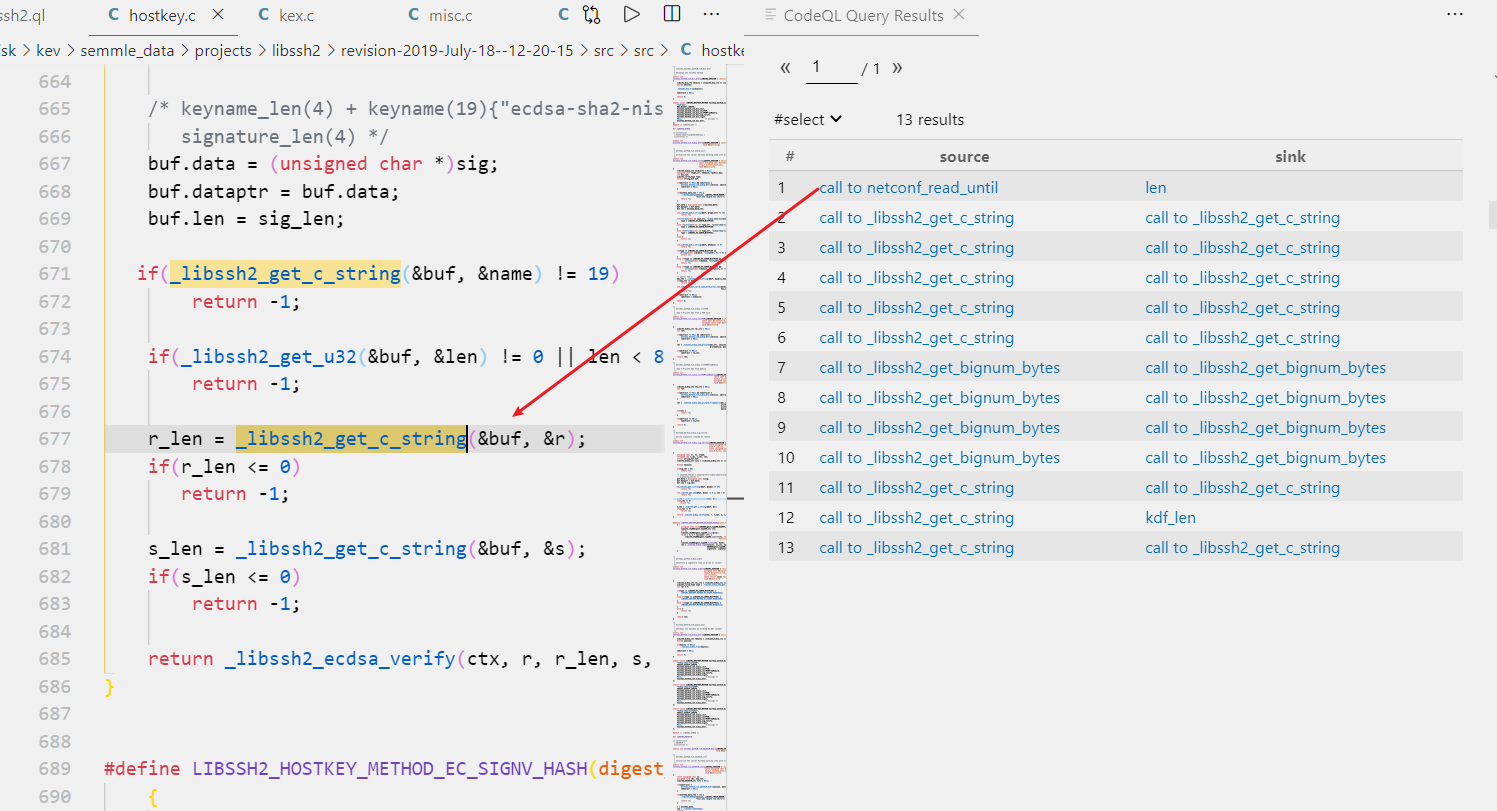 ssh2.ql
C hostkey.c ×
C kex.c
C misc.c
C
CodeQL Query Results ×
isk > kev > semmle_data > projects > libssh2 > revision-2019-July-18--12-20-15 > src > src > C hostke
664
665 /* keyname_len(4) + keyname(19){"ecdsa-sha2-nis
666 signature_len(4) */
667 buf.data = (unsigned char *)sig;
668 buf.dataptr = buf.data;
669 buf.len = sig_len;
670
671 if(_libssh2_get_c_string(&buf, &name) != 19)
672 return -1;
673
674 if(_libssh2_get_u32(&buf, &len) != 0 || len < 8
675 return -1;
676
677 r_len = _libssh2_get_c_string(&buf, &r);
678 if(r_len <= 0)
679 return -1;
680
681 s_len = _libssh2_get_c_string(&buf, &s);
682 if(s_len <= 0)
683 return -1;
684
685 return _libssh2_ecdsa_verify(ctx, r, r_len, s,
686 }
687
688
689 #define LIBSSH2_HOSTKEY_METHOD_EC_SIGNV_HASH(digest_
690 {
« 1 / 1 »
#select 13 results
# source sink
1 call to netconf_read_until len
2 call to _libssh2_get_c_string call to _libssh2_get_c_string
3 call to _libssh2_get_c_string call to _libssh2_get_c_string
4 call to _libssh2_get_c_string call to _libssh2_get_c_string
5 call to _libssh2_get_c_string call to _libssh2_get_c_string
6 call to _libssh2_get_c_string call to _libssh2_get_c_string
7 call to _libssh2_get_bignum_bytes call to _libssh2_get_bignum_bytes
8 call to _libssh2_get_bignum_bytes call to _libssh2_get_bignum_bytes
9 call to _libssh2_get_bignum_bytes call to _libssh2_get_bignum_bytes
10 call to _libssh2_get_bignum_bytes call to _libssh2_get_bignum_bytes
11 call to _libssh2_get_c_string call to _libssh2_get_c_string
12 call to _libssh2_get_c_string kdf_len
13 call to _libssh2_get_c_string call to _libssh2_get_c_string